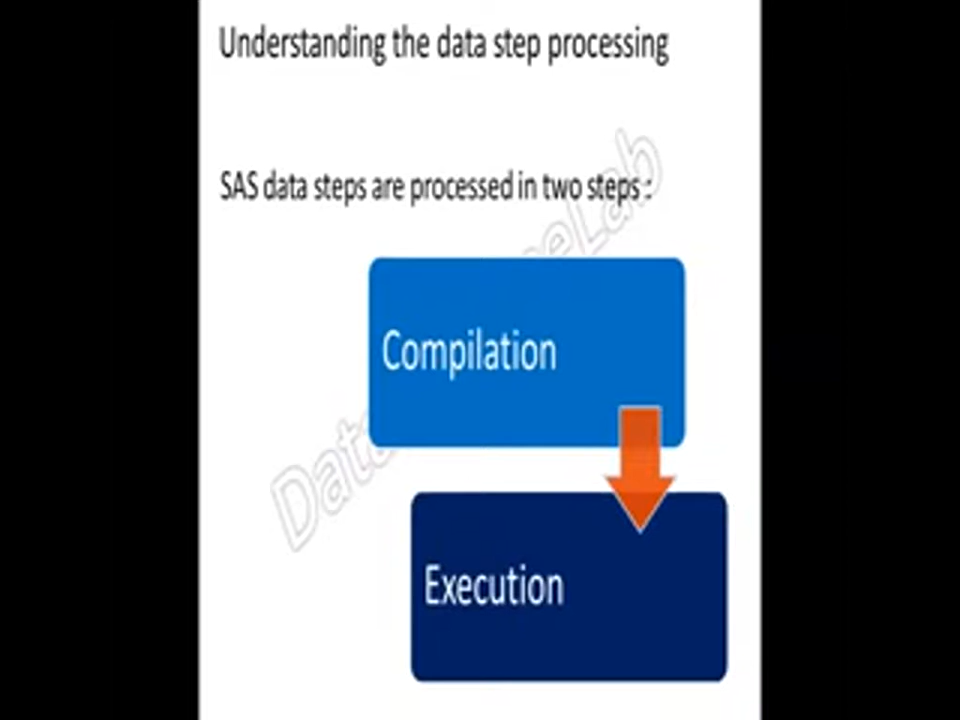 Understanding the data step processing
SAS data steps are processed in two steps :
Compilation
Execution